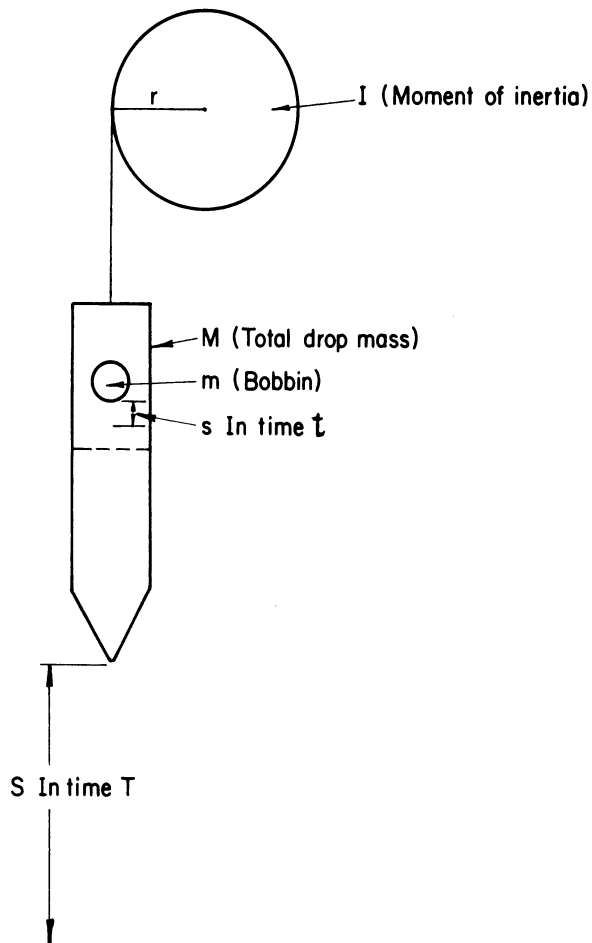 r
I (Moment of inertia)
M (Total drop mass)
m (Bobbin)
s In time t
S In time T